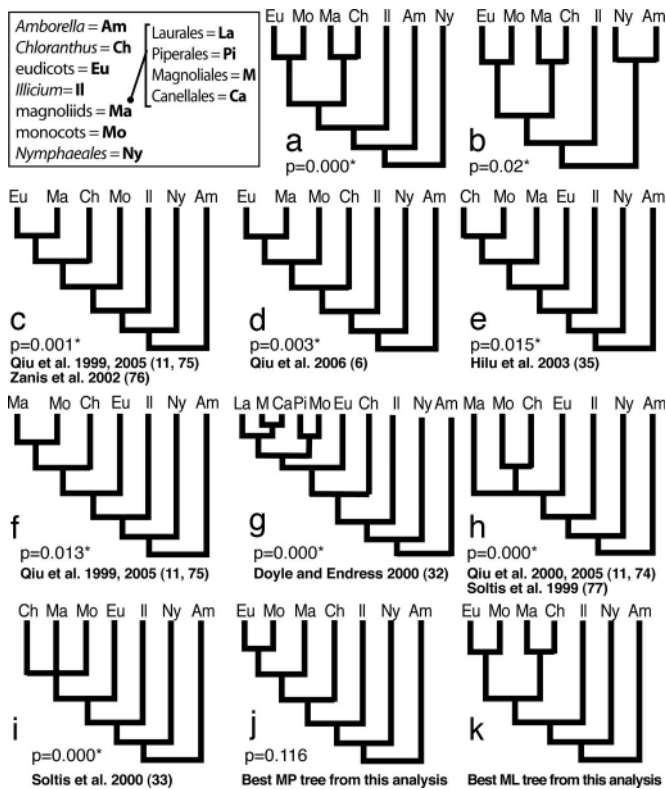 Amborella = Am
Chloranthus = Ch
eudicots = Eu
Illicium= Il
magnoliids = Ma
monocots = Mo
Nymphaeales = Ny
Laurales = La
Piperales = Pi
Magnoliales = M
Canellales = Ca
Eu Mo Ma Ch Il Am Ny
a
p=0.000*
Eu Mo Ma Ch Il Ny Am
b
p=0.02*
Eu Ma Ch Mo Il Ny Am
c
p=0.001*
Qiu et al. 1999, 2005 (11, 75)
Zanis et al. 2002 (76)
Eu Ma Mo Ch Il Ny Am
d
p=0.003*
Qiu et al. 2006 (6)
Ch Mo Ma Eu Il Ny Am
e
p=0.015*
Hilu et al. 2003 (35)
Ma Mo Ch Eu Il Ny Am
f
p=0.013*
Qiu et al. 1999, 2005 (11, 75)
La M Ca Pi Mo Eu Ch Il Ny Am
g
p=0.000*
Doyle and Endress 2000 (32)
Ma Mo Ch Eu Il Ny Am
h
p=0.000*
Qiu et al. 2000, 2005 (11, 74)
Soltis et al. 1999 (77)
Ch Ma Mo Eu Il Ny Am
i
p=0.000*
Soltis et al. 2000 (33)
Eu Mo Ma Ch Il Ny Am
j
p=0.116
Best MP tree from this analysis
Eu Mo Ma Ch Il Ny Am
k
Best ML tree from this analysis